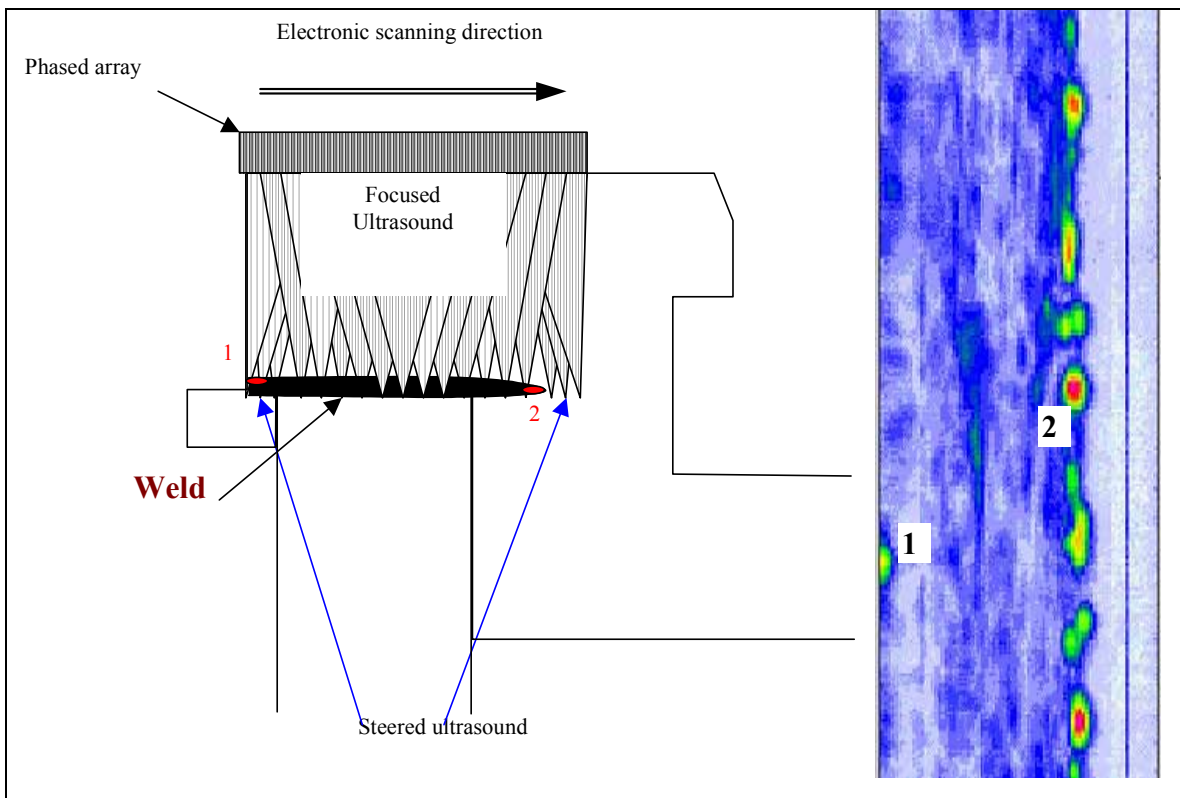 Electronic scanning direction
Phased array
Focused
Ultrasound
1
2
Weld
Steered ultrasound
2
1